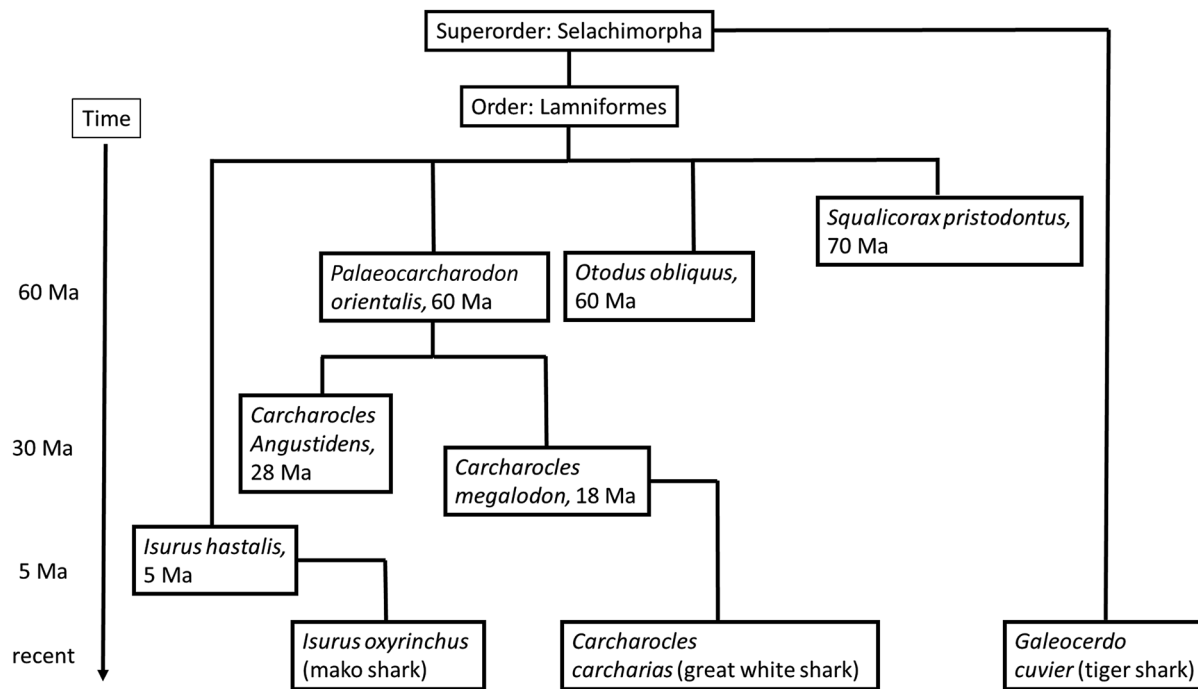 Superorder: Selachimorpha
Order: Lamniformes
Time
Squalicorax pristodontus,
70 Ma
60 Ma
Palaeocarcharodon
orientalis, 60 Ma
Otodus obliquus,
60 Ma
30 Ma
Carcharocles
Angustidens,
28 Ma
Carcharocles
megalodon, 18 Ma
5 Ma
Isurus hastalis,
5 Ma
recent
Isurus oxyrinchus
(mako shark)
Carcharocles
carcharias (great white shark)
Galeocerdo
cuvier (tiger shark)